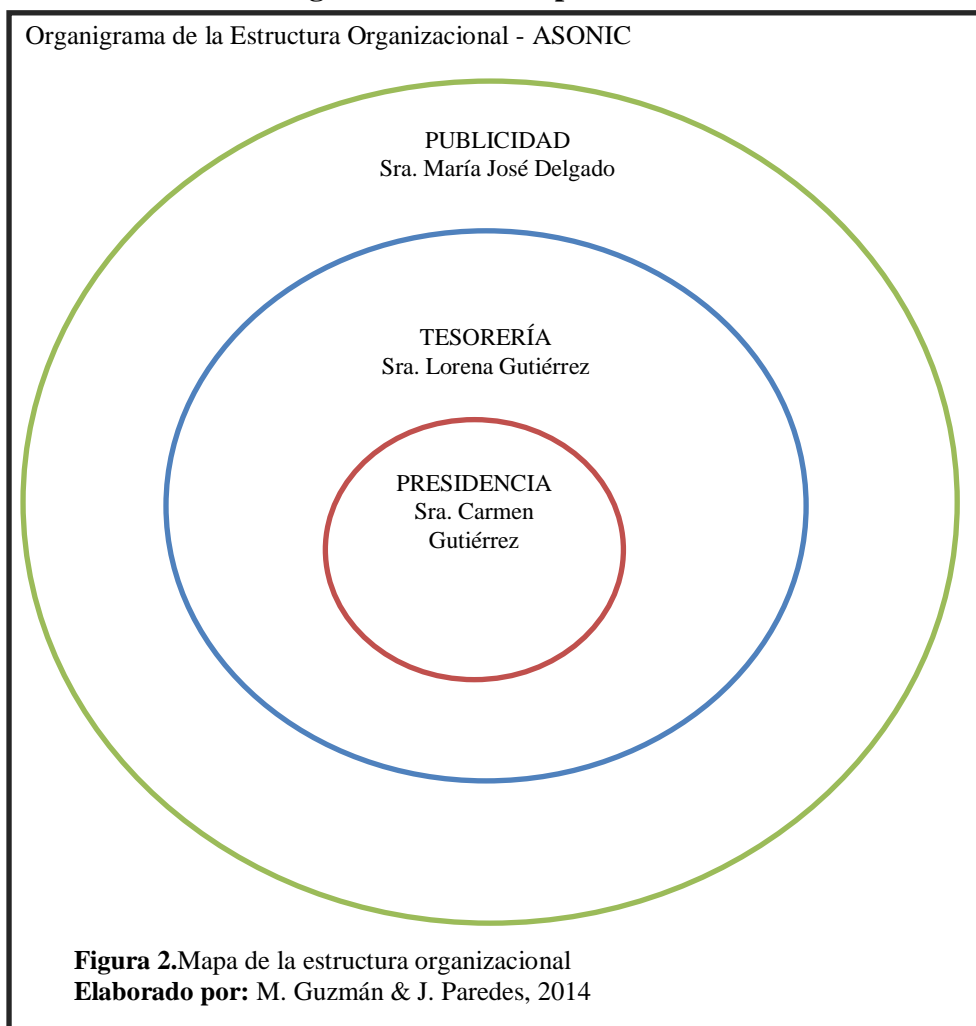 Organigrama de la Estructura Organizacional - ASONIC
PUBLICIDAD
Sra. María José Delgado
TESORERÍA
Sra. Lorena Gutiérrez
PRESIDENCIA
Sra. Carmen
Gutiérrez
Figura 2.Mapa de la estructura organizacional
Elaborado por: M. Guzmán & J. Paredes, 2014